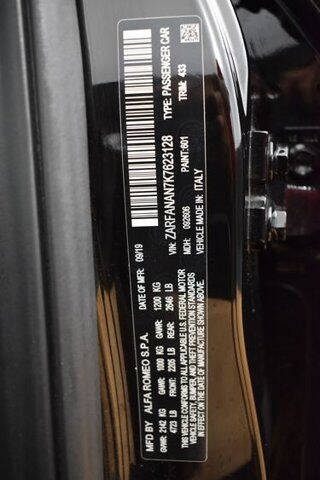 MFD BY ALFA ROMEO S.P.A. DATE OF MFR: 09/19
GVWR: 2142 KG GAWR: 1000 KG GAWR: 1200 KG
4723 LB FRONT: 2205 LB REAR: 2646 LB
THIS VEHICLE CONFORMS TO ALL APPLICABLE U.S. FEDERAL MOTOR
VEHICLE SAFETY, BUMPER, AND THEFT PREVENTION STANDARDS
IN EFFECT ON THE DATE OF MANUFACTURE SHOWN ABOVE.
VIN: ZARFANAN7K7623128 TYPE: PASSENGER CAR
MDH: 092606 PAINT: 601 TRIM: 433
VEHICLE MADE IN: ITALY